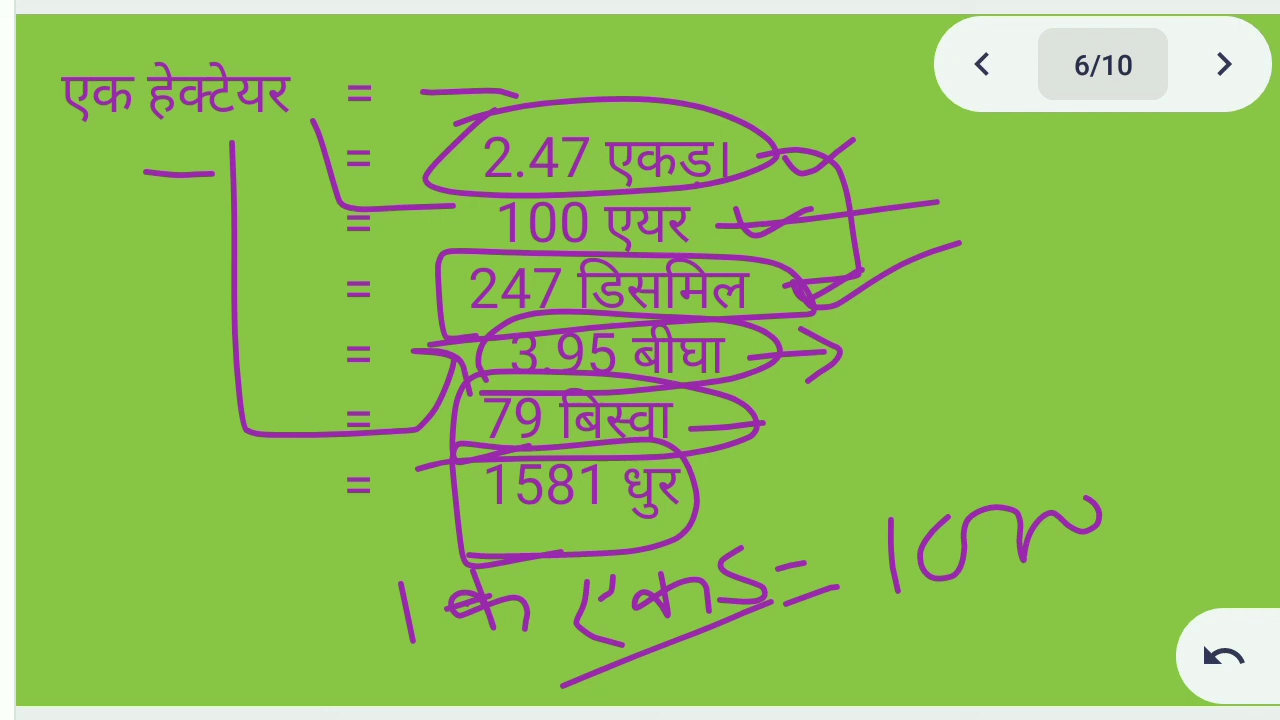 6/10
एक हेक्टेयर =
= 2.47 एकड।
= 100 एयर
= 247 डिसमिल
= 3.95 बीघा
= 79 बिस्वा
= 1581 धुर